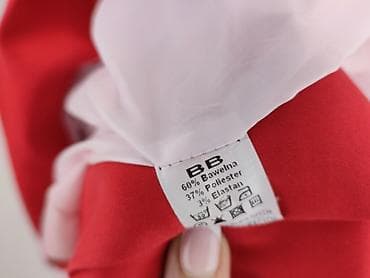 BB
60% Bawełna
37% Poliester
3% Elastan